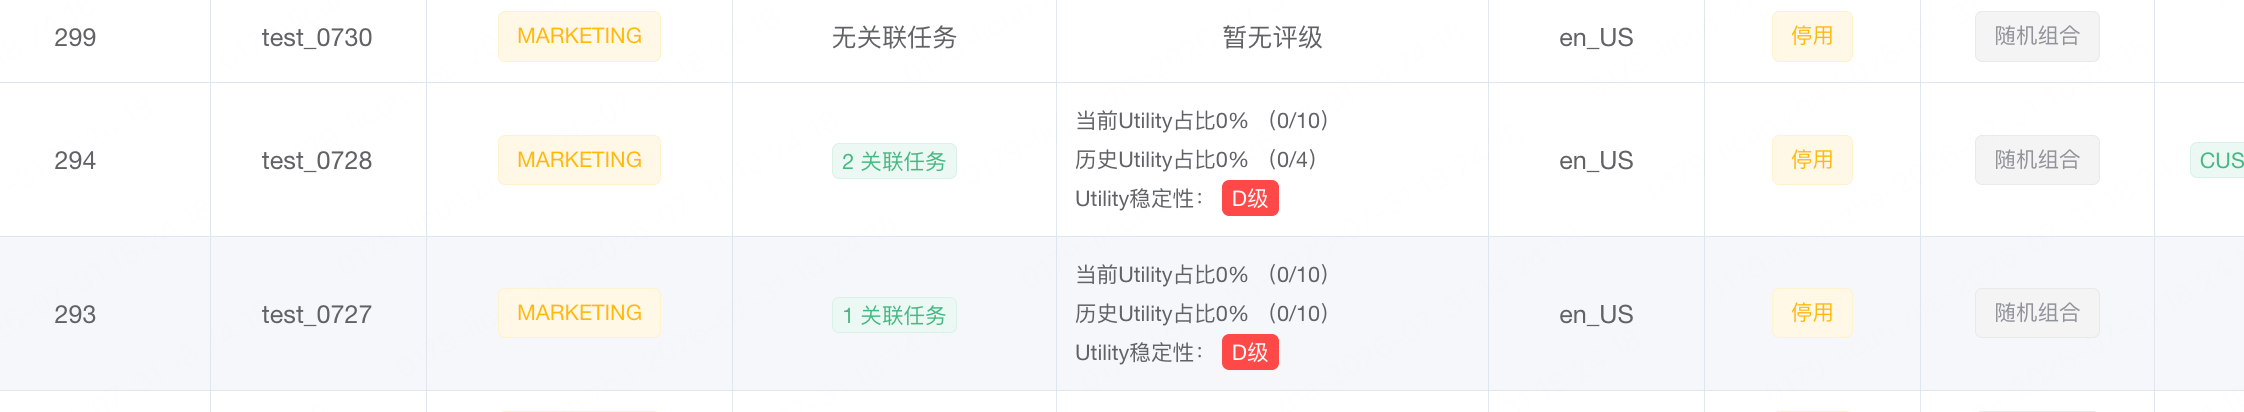 299 test_0730 MARKETING 无关联任务 暂无评级 en_US 停用 随机组合
当前Utility占比0% （0/10）
294 test_0728 MARKETING 2 关联任务 历史Utility占比0% （0/4） en_US 停用 随机组合 CUS
Utility稳定性： D级
当前Utility占比0% （0/10）
293 test_0727 MARKETING 1 关联任务 历史Utility占比0% （0/10） en_US 停用 随机组合
Utility稳定性： D级